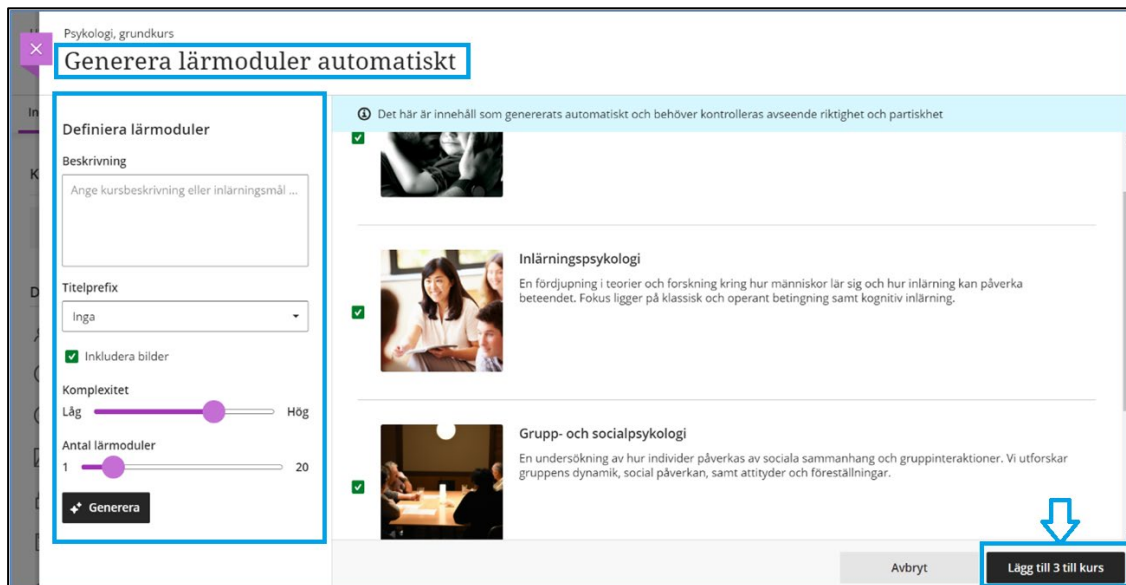 Psykologi, grundkurs
Generera lärmoduler automatiskt
In
K
D
Definiera lärmoduler
Beskrivning
Ange kursbeskrivning eller inlärningsmål ...
Titelprefix
Inga
Inkludera bilder
Komplexitet
Låg
Hög
Antal lärmoduler
1
20
Generera
Det här är innehåll som genererats automatiskt och behöver kontrolleras avseende riktighet och partiskhet
Inlärningspsykologi
En fördjupning i teorier och forskning kring hur människor lär sig och hur inlärning kan påverka
beteendet. Fokus ligger på klassisk och operant betingning samt kognitiv inlärning.
Grupp- och socialpsykologi
En undersökning av hur individer påverkas av sociala sammanhang och gruppinteraktioner. Vi utforskar
gruppens dynamik, social påverkan, samt attityder och föreställningar.
Avbryt
Lägg till 3 till kurs